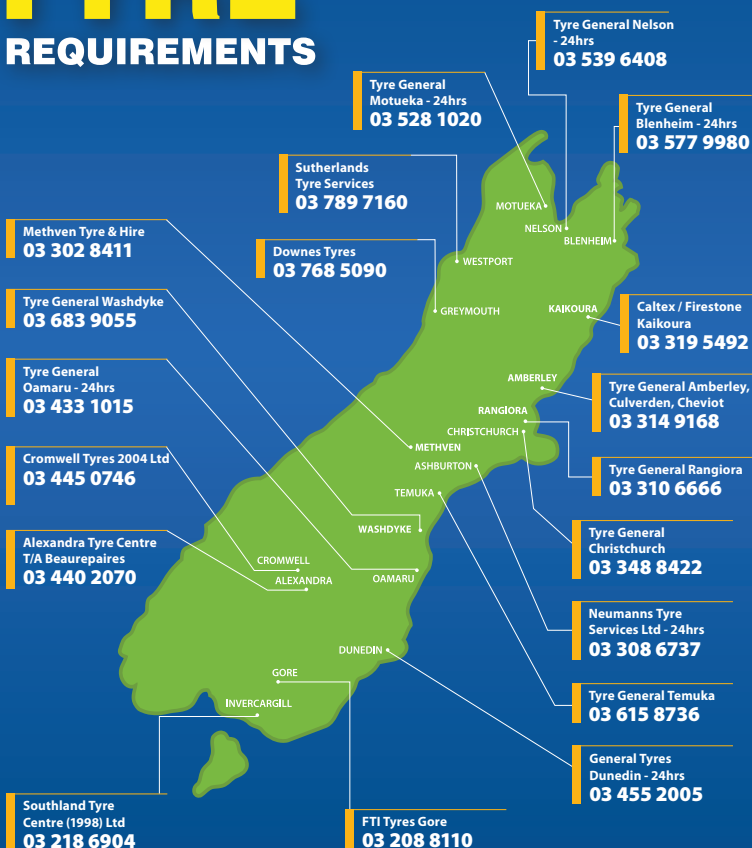 TYRE
REQUIREMENTS
Tyre General Nelson
- 24hrs
03 539 6408
Tyre General
Motueka - 24hrs
03 528 1020
Tyre General
Blenheim - 24hrs
03 577 9980
Sutherlands
Tyre Services
03 789 7160
Methven Tyre & Hire
03 302 8411
Downes Tyres
03 768 5090
Tyre General Washdyke
03 683 9055
Caltex / Firestone
Kaikoura
03 319 5492
Tyre General
Oamaru - 24hrs
03 433 1015
Tyre General Amberley,
Culverden, Cheviot
03 314 9168
Cromwell Tyres 2004 Ltd
03 445 0746
Tyre General Rangiora
03 310 6666
Alexandra Tyre Centre
T/A Beaurepaires
03 440 2070
Tyre General
Christchurch
03 348 8422
Neumanns Tyre
Services Ltd - 24hrs
03 308 6737
Tyre General Temuka
03 615 8736
General Tyres
Dunedin - 24hrs
03 455 2005
Southland Tyre
Centre (1998) Ltd
03 218 6904
FTI Tyres Gore
03 208 8110
MOTUEKA
NELSON
BLENHEIM
WESTPORT
GREYMOUTH
KAIKOURA
AMBERLEY
RANGIORA
CHRISTCHURCH
METHVEN
ASHBURTON
TEMUKA
WASHDYKE
CROMWELL
ALEXANDRA
OAMARU
DUNEDIN
GORE
INVERCARGILL